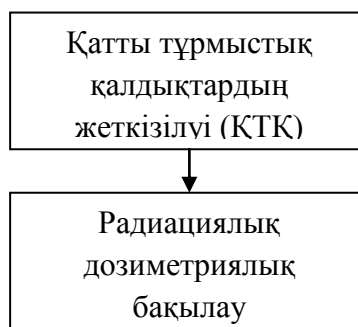 Қатты тұрмыстық
қалдықтардың
жеткізілуі (ҚТҚ)
Радиациялық
дозиметриялық
бақылау